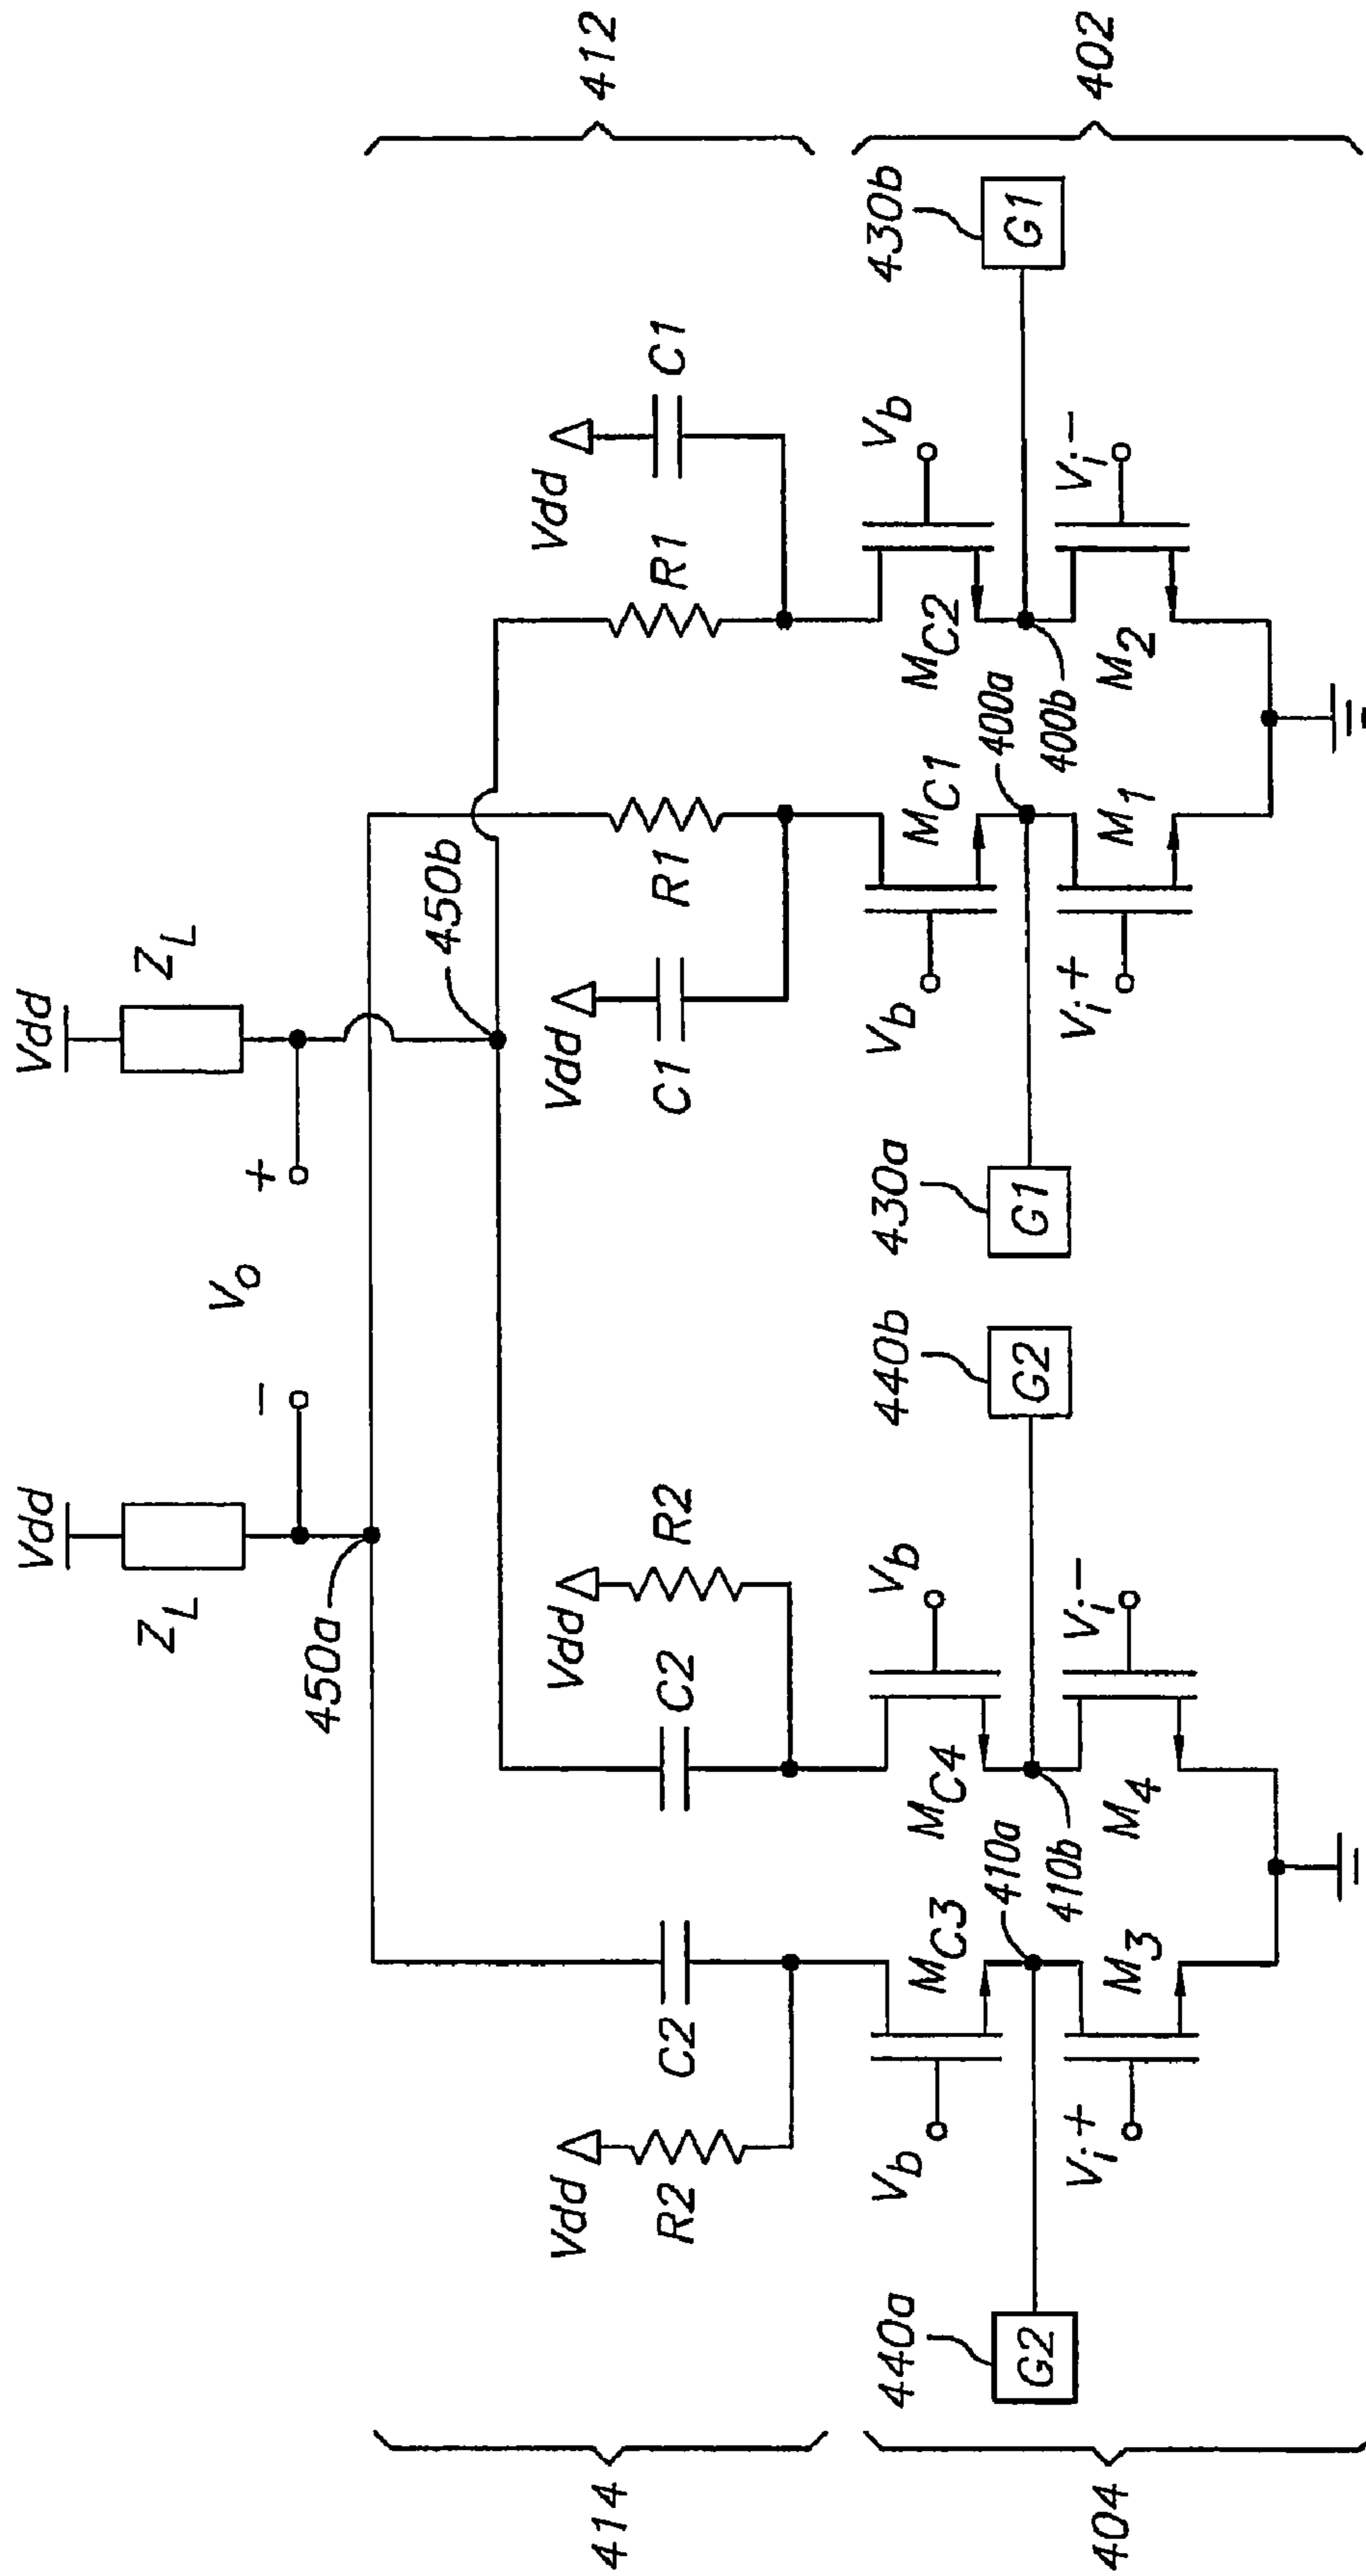 Vdd
Vdd
Z_L
Z_L
V_o
-
+
450a
450b
414
412
Vdd
R2
C2
C2
Vdd
R2
Vdd
C1
R1
R1
Vdd
C1
440a
G2
V_b
V_i+
M_C3
410a
M_3
M_C4
410b
M_4
V_b
V_i-
440b
G2
430a
G1
V_b
V_i+
M_C1
400a
M_1
M_C2
400b
M_2
V_b
V_i-
430b
G1
404
402